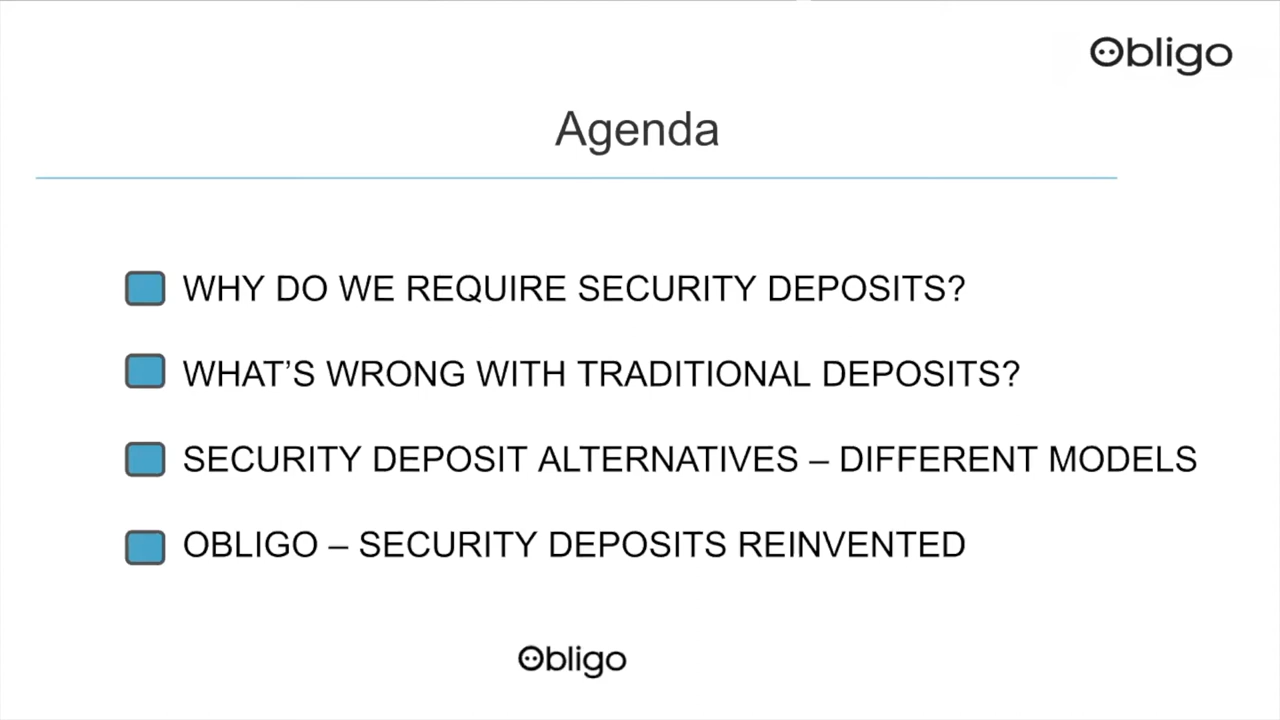 Obligo
Agenda
WHY DO WE REQUIRE SECURITY DEPOSITS?
WHAT’S WRONG WITH TRADITIONAL DEPOSITS?
SECURITY DEPOSIT ALTERNATIVES – DIFFERENT MODELS
OBLIGO – SECURITY DEPOSITS REINVENTED
Obligo